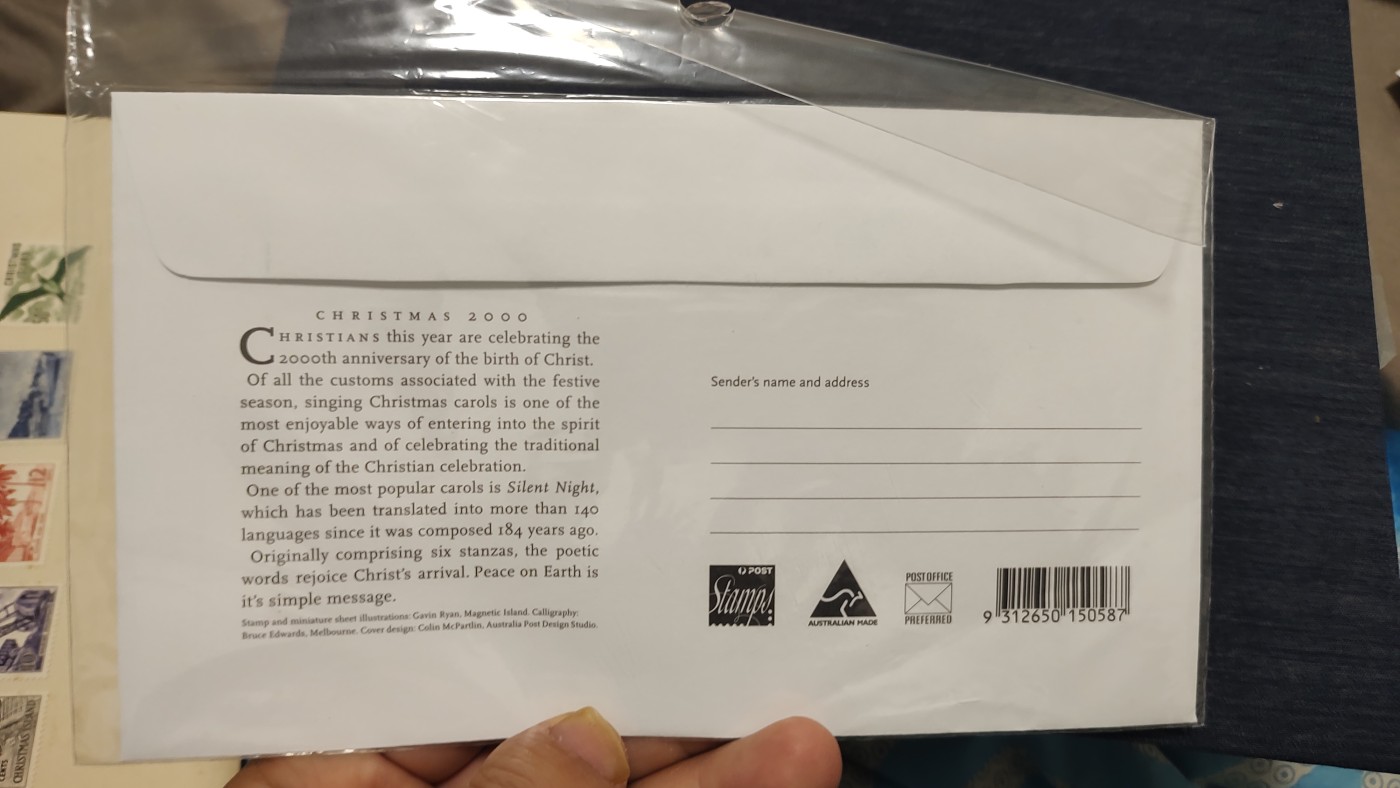 CHRISTMAS 2000
CHRISTIANS this year are celebrating the
2000th anniversary of the birth of Christ.
Of all the customs associated with the festive
season, singing Christmas carols is one of the
most enjoyable ways of entering into the spirit
of Christmas and of celebrating the traditional
meaning of the Christian celebration.
One of the most popular carols is Silent Night,
which has been translated into more than 140
languages since it was composed 184 years ago.
Originally comprising six stanzas, the poetic
words rejoice Christ's arrival. Peace on Earth is
it's simple message.
Stamp and miniature sheet illustrations: Gavin Ryan, Magnetic Island. Calligraphy:
Bruce Edwards, Melbourne. Cover design: Colin McPartlin, Australia Post Design Studio.
Sender's name and address
POST
Stamps!
AUSTRALIAN MADE
POST OFFICE
PREFERRED
9 312650 150587
CHRISTMAS
12
10
CENTS
CHRISTMAS ISLAND